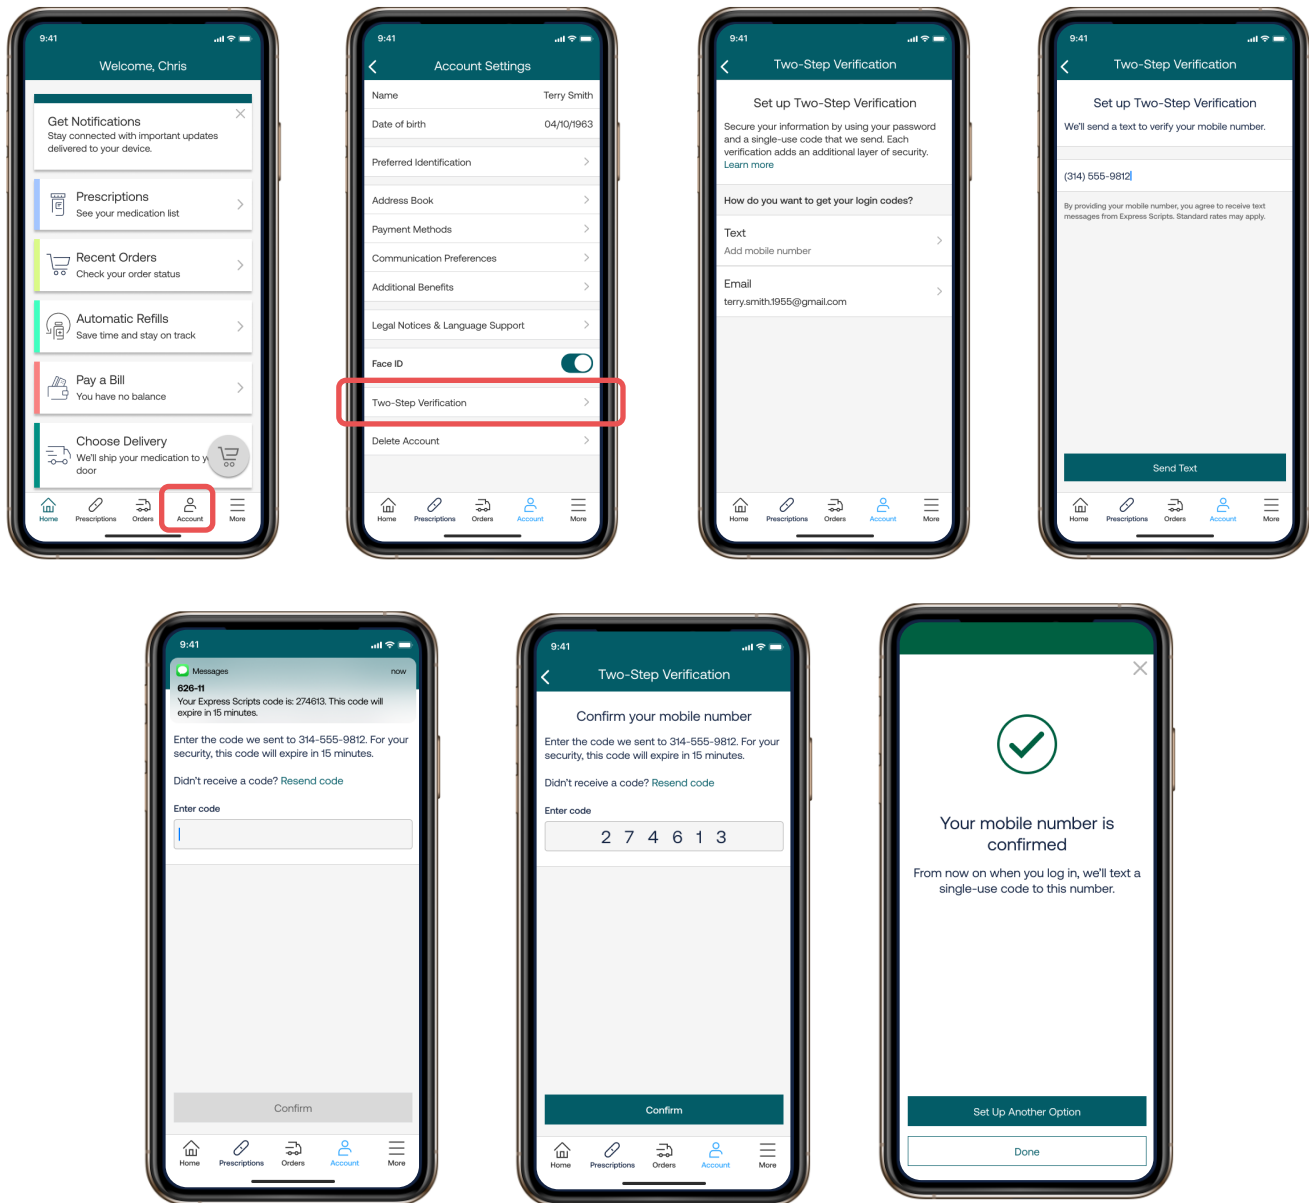 9:41
Welcome, Chris
Get Notifications
Stay connected with important updates
delivered to your device.
Prescriptions
See your medication list
Recent Orders
Check your order status
Automatic Refills
Save time and stay on track
Pay a Bill
You have no balance
Choose Delivery
We'll ship your medication to y
door
Home Prescriptions Orders Account More
9:41
Account Settings
Name Terry Smith
Date of birth 04/10/1963
Preferred Identification
Address Book
Payment Methods
Communication Preferences
Additional Benefits
Legal Notices & Language Support
Face ID
Two-Step Verification
Delete Account
Home Prescriptions Orders Account More
9:41
Two-Step Verification
Set up Two-Step Verification
Secure your information by using your password
and a single-use code that we send. Each
verification adds an additional layer of security.
Learn more
How do you want to get your login codes?
Text
Add mobile number
Email
terry.smith.1955@gmail.com
Home Prescriptions Orders Account More
9:41
Two-Step Verification
Set up Two-Step Verification
We'll send a text to verify your mobile number.
(314) 555-9812
By providing your mobile number, you agree to receive text
messages from Express Scripts. Standard rates may apply.
Send Text
Home Prescriptions Orders Account More
9:41
Messages now
626-11
Your Express Scripts code is: 274613. This code will
expire in 15 minutes.
Enter the code we sent to 314-555-9812. For your
security, this code will expire in 15 minutes.
Didn't receive a code? Resend code
Enter code
Confirm
Home Prescriptions Orders Account More
9:41
Two-Step Verification
Confirm your mobile number
Enter the code we sent to 314-555-9812. For your
security, this code will expire in 15 minutes.
Didn't receive a code? Resend code
Enter code
2 7 4 6 1 3
Confirm
Home Prescriptions Orders Account More
Your mobile number is
confirmed
From now on when you log in, we'll text a
single-use code to this number.
Set Up Another Option
Done